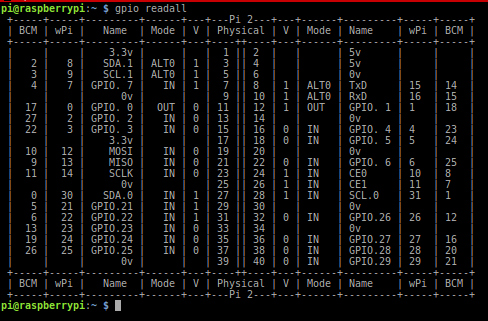 pi@raspberrypi:~ $ gpio readall
+-----+-----+---------+------+---+---Pi 2---+---+------+---------+-----+-----+
| BCM | wPi |   Name  | Mode | V | Physical | V | Mode | Name    | wPi | BCM |
+-----+-----+---------+------+---+----++----+---+------+---------+-----+-----+
|     |     |    3.3v |      |   |  1 || 2  |   |      | 5v      |     |     |
|   2 |   8 |   SDA.1 | ALT0 | 1 |  3 || 4  |   |      | 5v      |     |     |
|   3 |   9 |   SCL.1 | ALT0 | 1 |  5 || 6  |   |      | 0v      |     |     |
|   4 |   7 | GPIO. 7 |   IN | 1 |  7 || 8  | 1 | ALT0 | TxD     | 15  | 14  |
|     |     |      0v |      |   |  9 || 10 | 1 | ALT0 | RxD     | 16  | 15  |
|  17 |   0 | GPIO. 0 |  OUT | 0 | 11 || 12 | 1 | OUT  | GPIO. 1 | 1   | 18  |
|  27 |   2 | GPIO. 2 |   IN | 0 | 13 || 14 |   |      | 0v      |     |     |
|  22 |   3 | GPIO. 3 |   IN | 0 | 15 || 16 | 0 | IN   | GPIO. 4 | 4   | 23  |
|     |     |    3.3v |      |   | 17 || 18 | 0 | IN   | GPIO. 5 | 5   | 24  |
|  10 |  12 |    MOSI |   IN | 0 | 19 || 20 |   |      | 0v      |     |     |
|   9 |  13 |    MISO |   IN | 0 | 21 || 22 | 0 | IN   | GPIO. 6 | 6   | 25  |
|  11 |  14 |    SCLK |   IN | 0 | 23 || 24 | 1 | IN   | CE0     | 10  | 8   |
|     |     |      0v |      |   | 25 || 26 | 1 | IN   | CE1     | 11  | 7   |
|   0 |  30 |   SDA.0 |   IN | 1 | 27 || 28 | 1 | IN   | SCL.0   | 31  | 1   |
|   5 |  21 | GPIO.21 |   IN | 1 | 29 || 30 |   |      | 0v      |     |     |
|   6 |  22 | GPIO.22 |   IN | 1 | 31 || 32 | 0 | IN   | GPIO.26 | 26  | 12  |
|  13 |  23 | GPIO.23 |   IN | 0 | 33 || 34 |   |      | 0v      |     |     |
|  19 |  24 | GPIO.24 |   IN | 0 | 35 || 36 | 0 | IN   | GPIO.27 | 27  | 16  |
|  26 |  25 | GPIO.25 |   IN | 0 | 37 || 38 | 0 | IN   | GPIO.28 | 28  | 20  |
|     |     |      0v |      |   | 39 || 40 | 0 | IN   | GPIO.29 | 29  | 21  |
+-----+-----+---------+------+---+----++----+---+------+---------+-----+-----+
| BCM | wPi |   Name  | Mode | V | Physical | V | Mode | Name    | wPi | BCM |
+-----+-----+---------+------+---+---Pi 2---+---+------+---------+-----+-----+
pi@raspberrypi:~ $